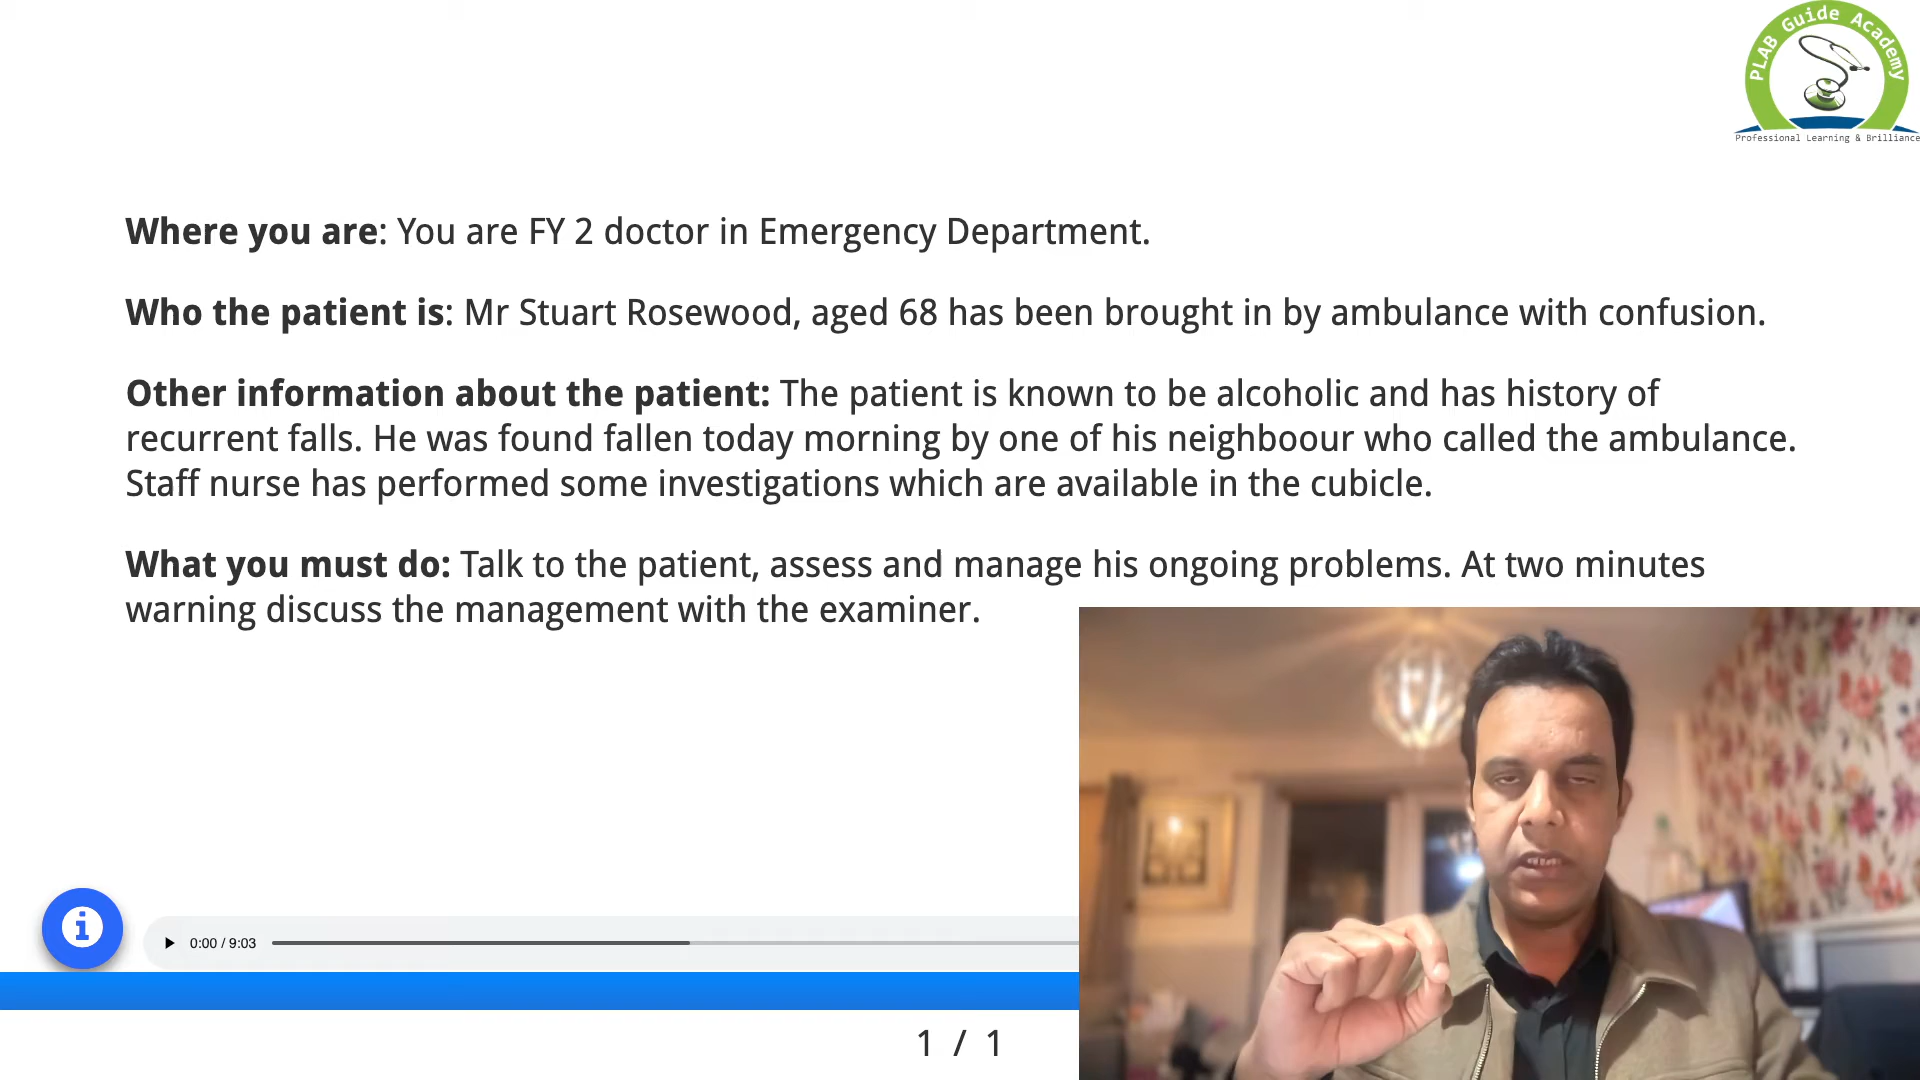 PLAB Guide Academy
Professional Learning & Brilliance
Where you are: You are FY 2 doctor in Emergency Department.
Who the patient is: Mr Stuart Rosewood, aged 68 has been brought in by ambulance with confusion.
Other information about the patient: The patient is known to be alcoholic and has history of
recurrent falls. He was found fallen today morning by one of his neighboour who called the ambulance.
Staff nurse has performed some investigations which are available in the cubicle.
What you must do: Talk to the patient, assess and manage his ongoing problems. At two minutes
warning discuss the management with the examiner.
0:00 / 9:03
1 / 1